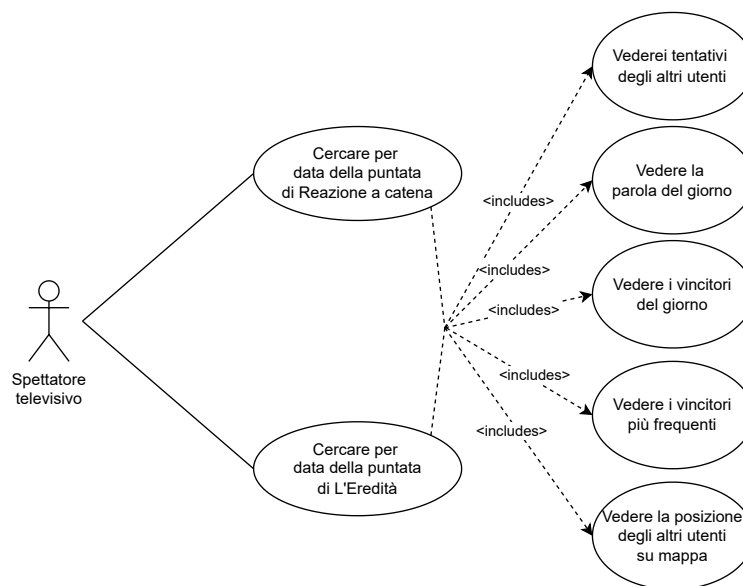 Vederei tentativi
degli altri utenti
Cercare per
data della puntata
di Reazione a catena
Vedere la
parola del giorno
<includes>
<includes>
<includes>
Vedere i vincitori
del giorno
Spettatore
televisivo
<includes>
Vedere i vincitori
più frequenti
<includes>
Cercare per
data della puntata
di L'Eredità
Vedere la posizione
degli altri utenti
su mappa